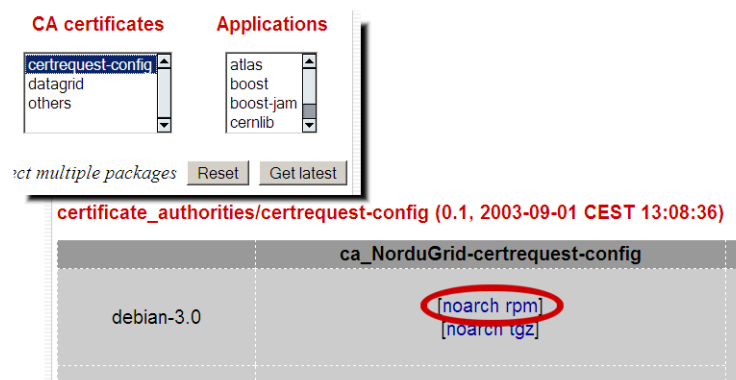 CA certificates
Applications
certrequest-config
datagrid
others
atlas
boost
boost-jam
cernlib
multiple packages
Reset
Get latest
certificate_authorities/certrequest-config (0.1, 2003-09-01 CEST 13:08:36)
ca_NorduGrid-certrequest-config
debian-3.0
[noarch rpm]
[noarch tgz]